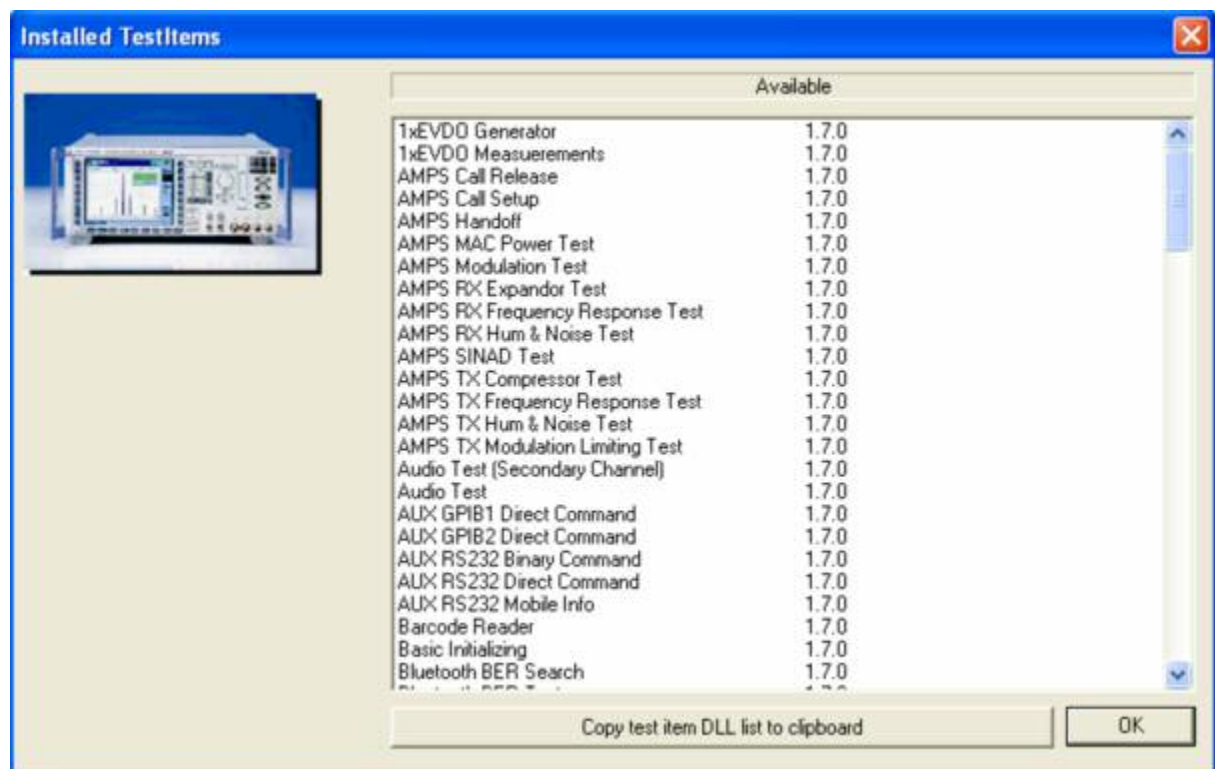 Installed TestItems
Available
1xEVDO Generator 1.7.0
1xEVDO Measuerements 1.7.0
AMPS Call Release 1.7.0
AMPS Call Setup 1.7.0
AMPS Handoff 1.7.0
AMPS MAC Power Test 1.7.0
AMPS Modulation Test 1.7.0
AMPS RX Expandor Test 1.7.0
AMPS RX Frequency Response Test 1.7.0
AMPS RX Hum & Noise Test 1.7.0
AMPS SINAD Test 1.7.0
AMPS TX Compressor Test 1.7.0
AMPS TX Frequency Response Test 1.7.0
AMPS TX Hum & Noise Test 1.7.0
AMPS TX Modulation Limiting Test 1.7.0
Audio Test (Secondary Channel) 1.7.0
Audio Test 1.7.0
AUX GPIB1 Direct Command 1.7.0
AUX GPIB2 Direct Command 1.7.0
AUX RS232 Binary Command 1.7.0
AUX RS232 Direct Command 1.7.0
AUX RS232 Mobile Info 1.7.0
Barcode Reader 1.7.0
Basic Initializing 1.7.0
Bluetooth BER Search 1.7.0
Copy test item DLL list to clipboard
OK